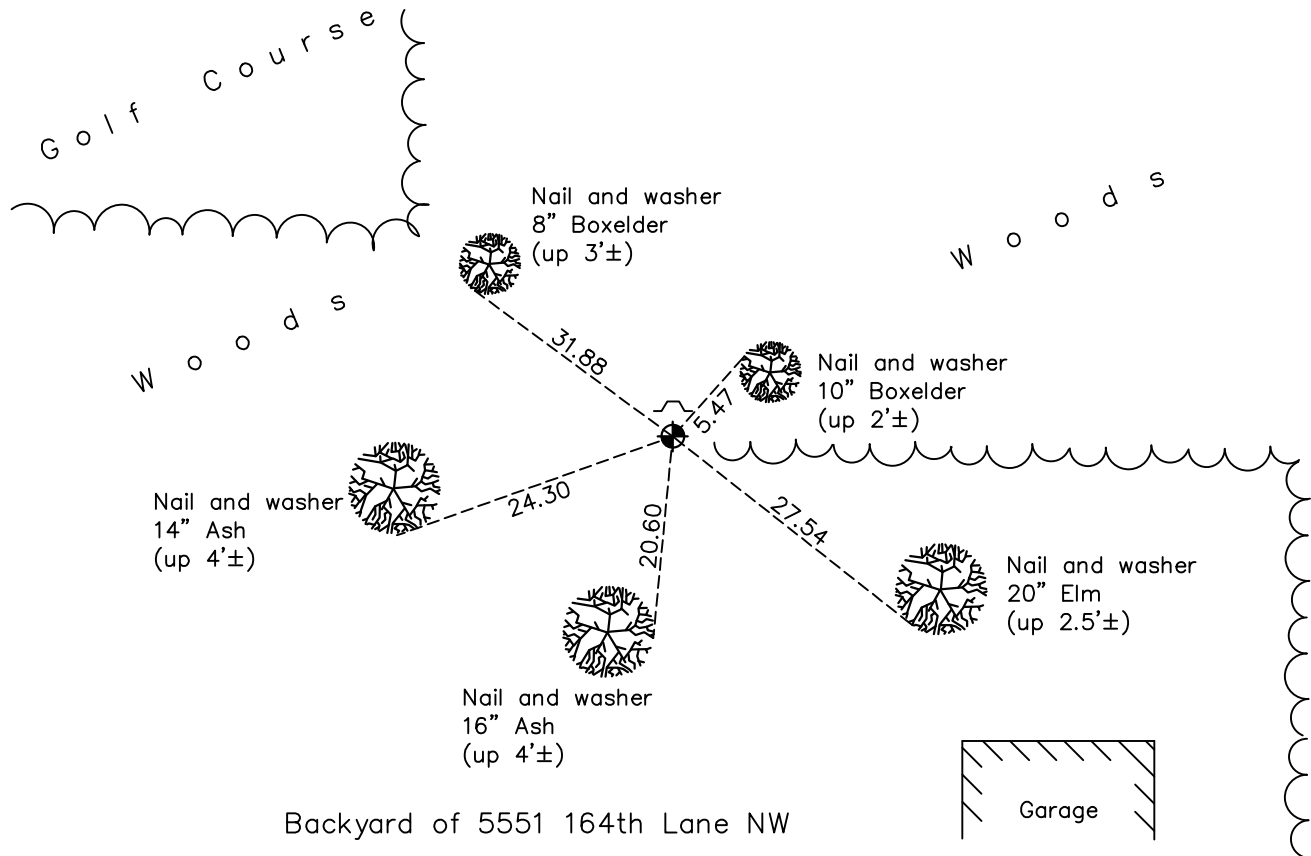 Golf Course
Nail and washer
8" Boxelder
(up 3'±)
Woods
Woods
31.88
5.47
Nail and washer
10" Boxelder
(up 2'±)
Nail and washer
14" Ash
(up 4'±)
24.30
20.60
27.54
Nail and washer
20" Elm
(up 2.5'±)
Nail and washer
16" Ash
(up 4'±)
Garage
Backyard of 5551 164th Lane NW